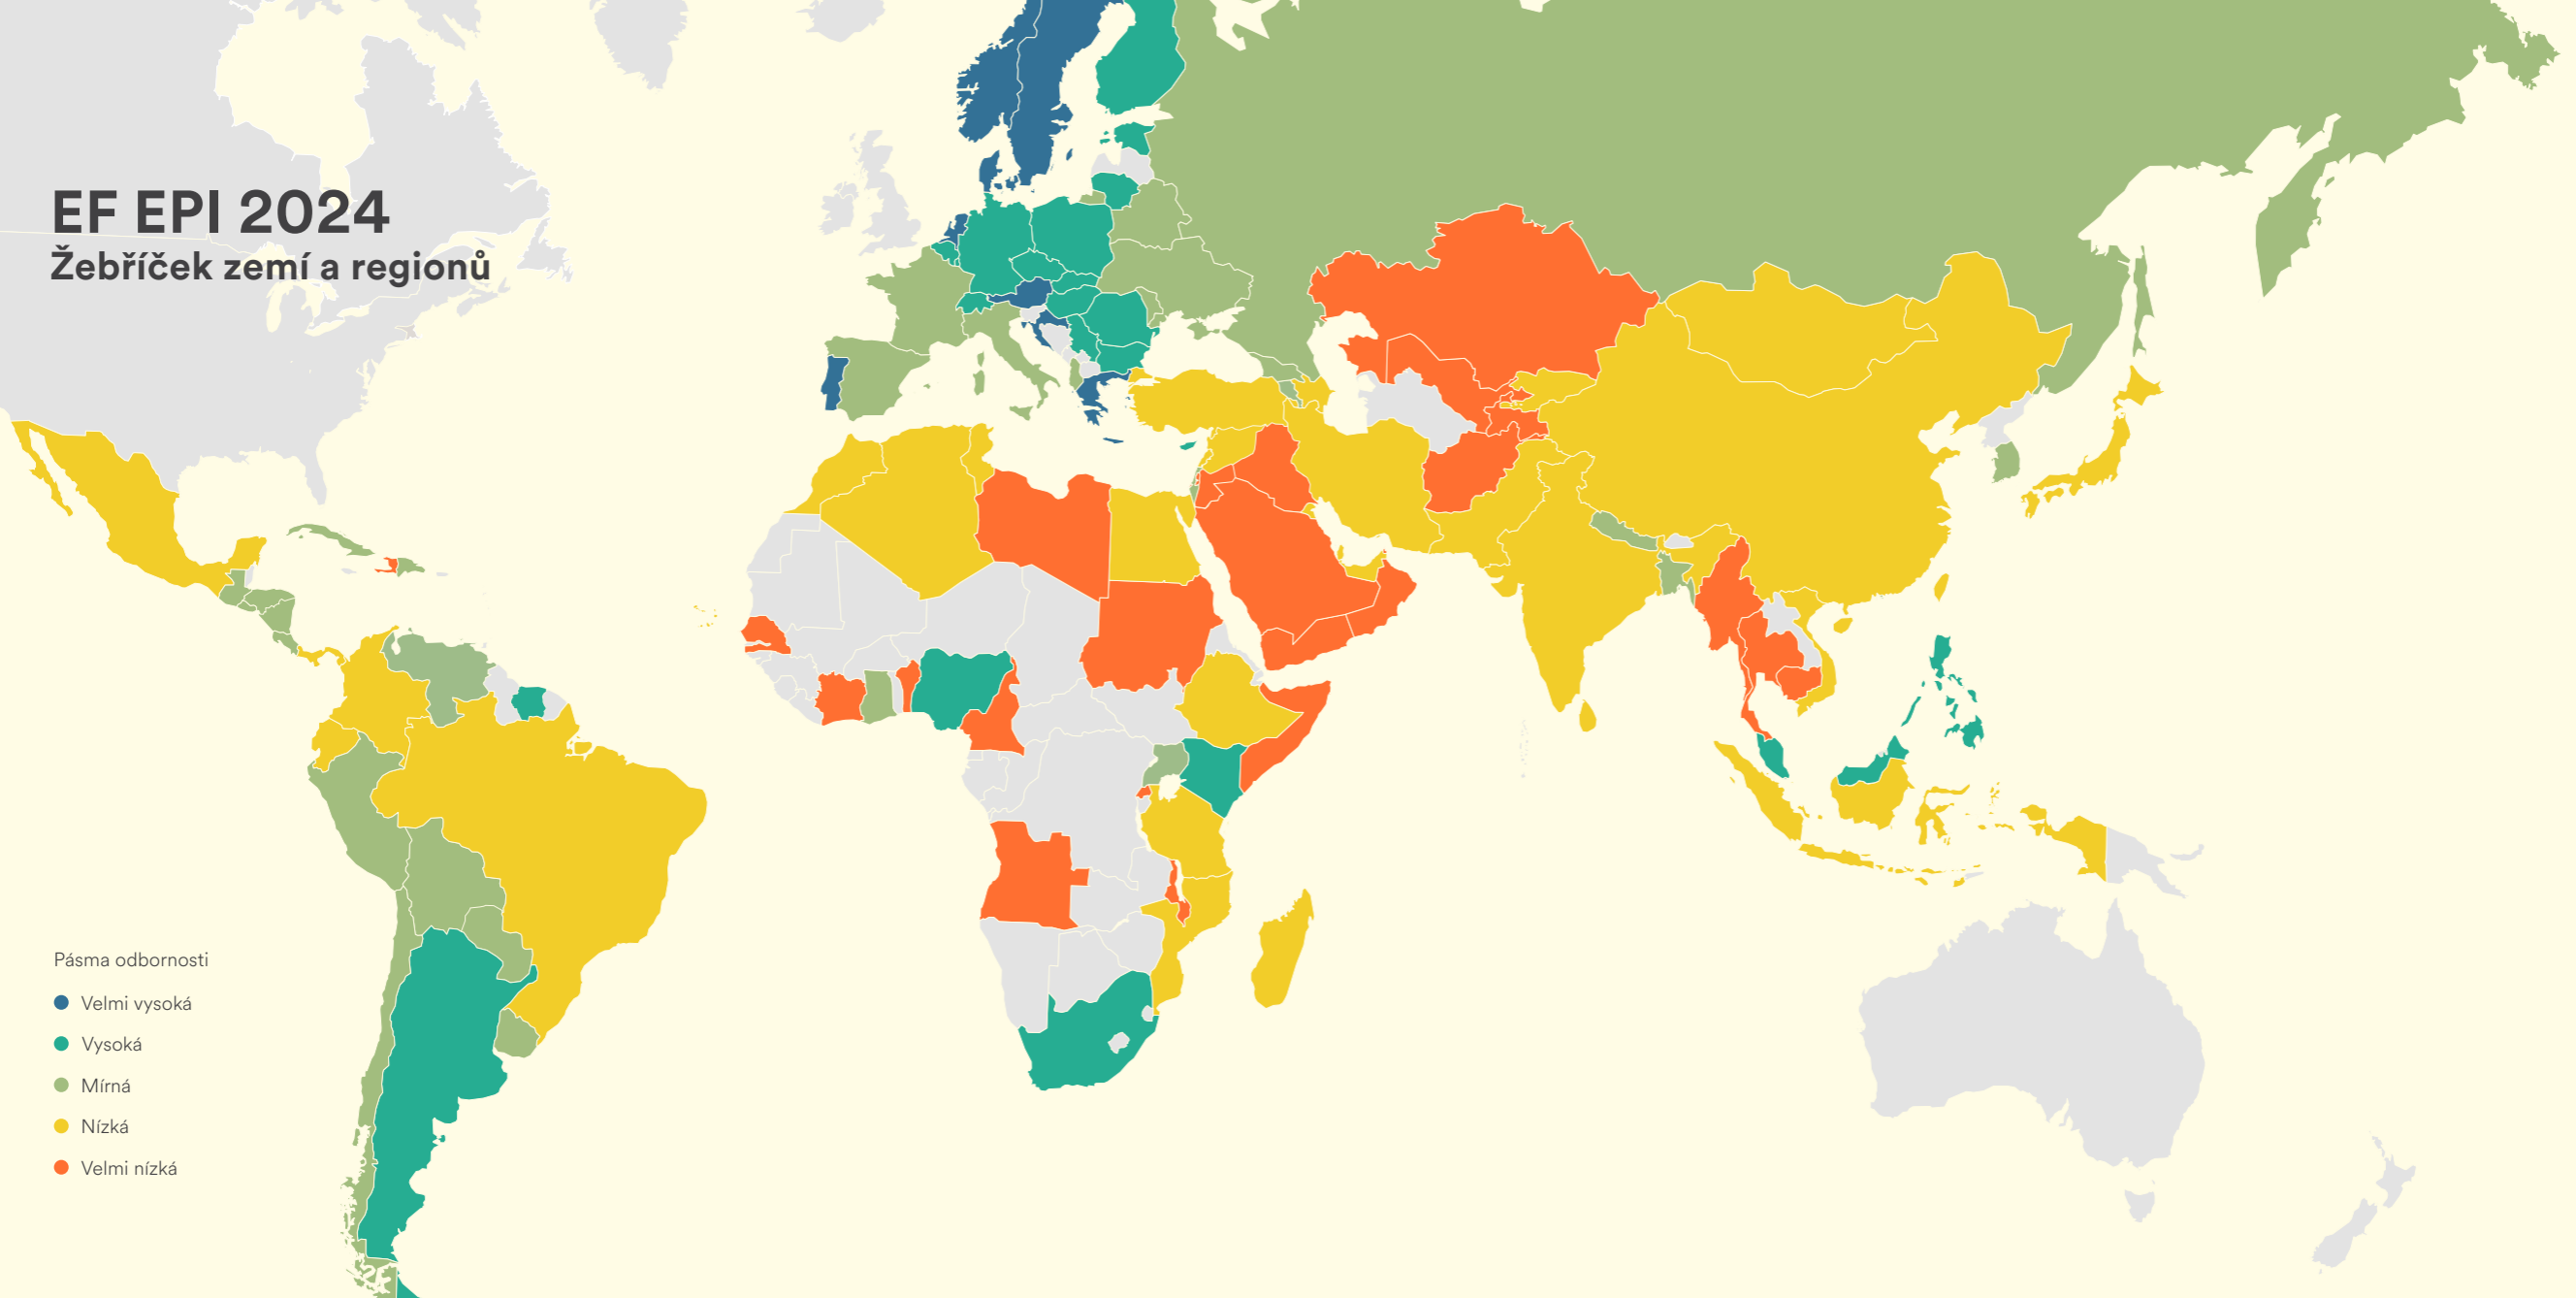 EF EPI 2024
Žebříček zemí a regionů
Pásma odbornosti
Velmi vysoká
Vysoká
Mírná
Nízká
Velmi nízká